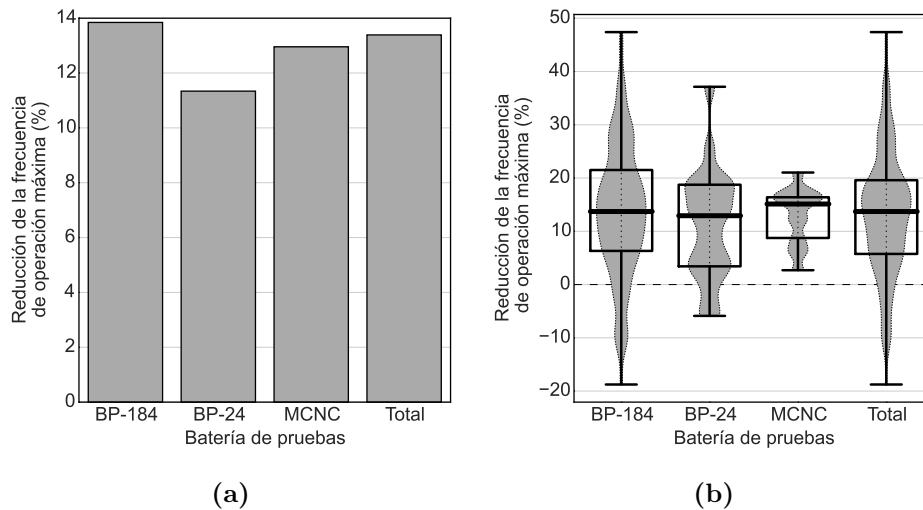 Reducción de la frecuencia
de operación máxima (%)
14
12
10
8
6
4
2
0
BP-184 BP-24 MCNC Total
Batería de pruebas
(a)
Reducción de la frecuencia
de operación máxima (%)
50
40
30
20
10
0
−10
−20
BP-184 BP-24 MCNC Total
Batería de pruebas
(b)